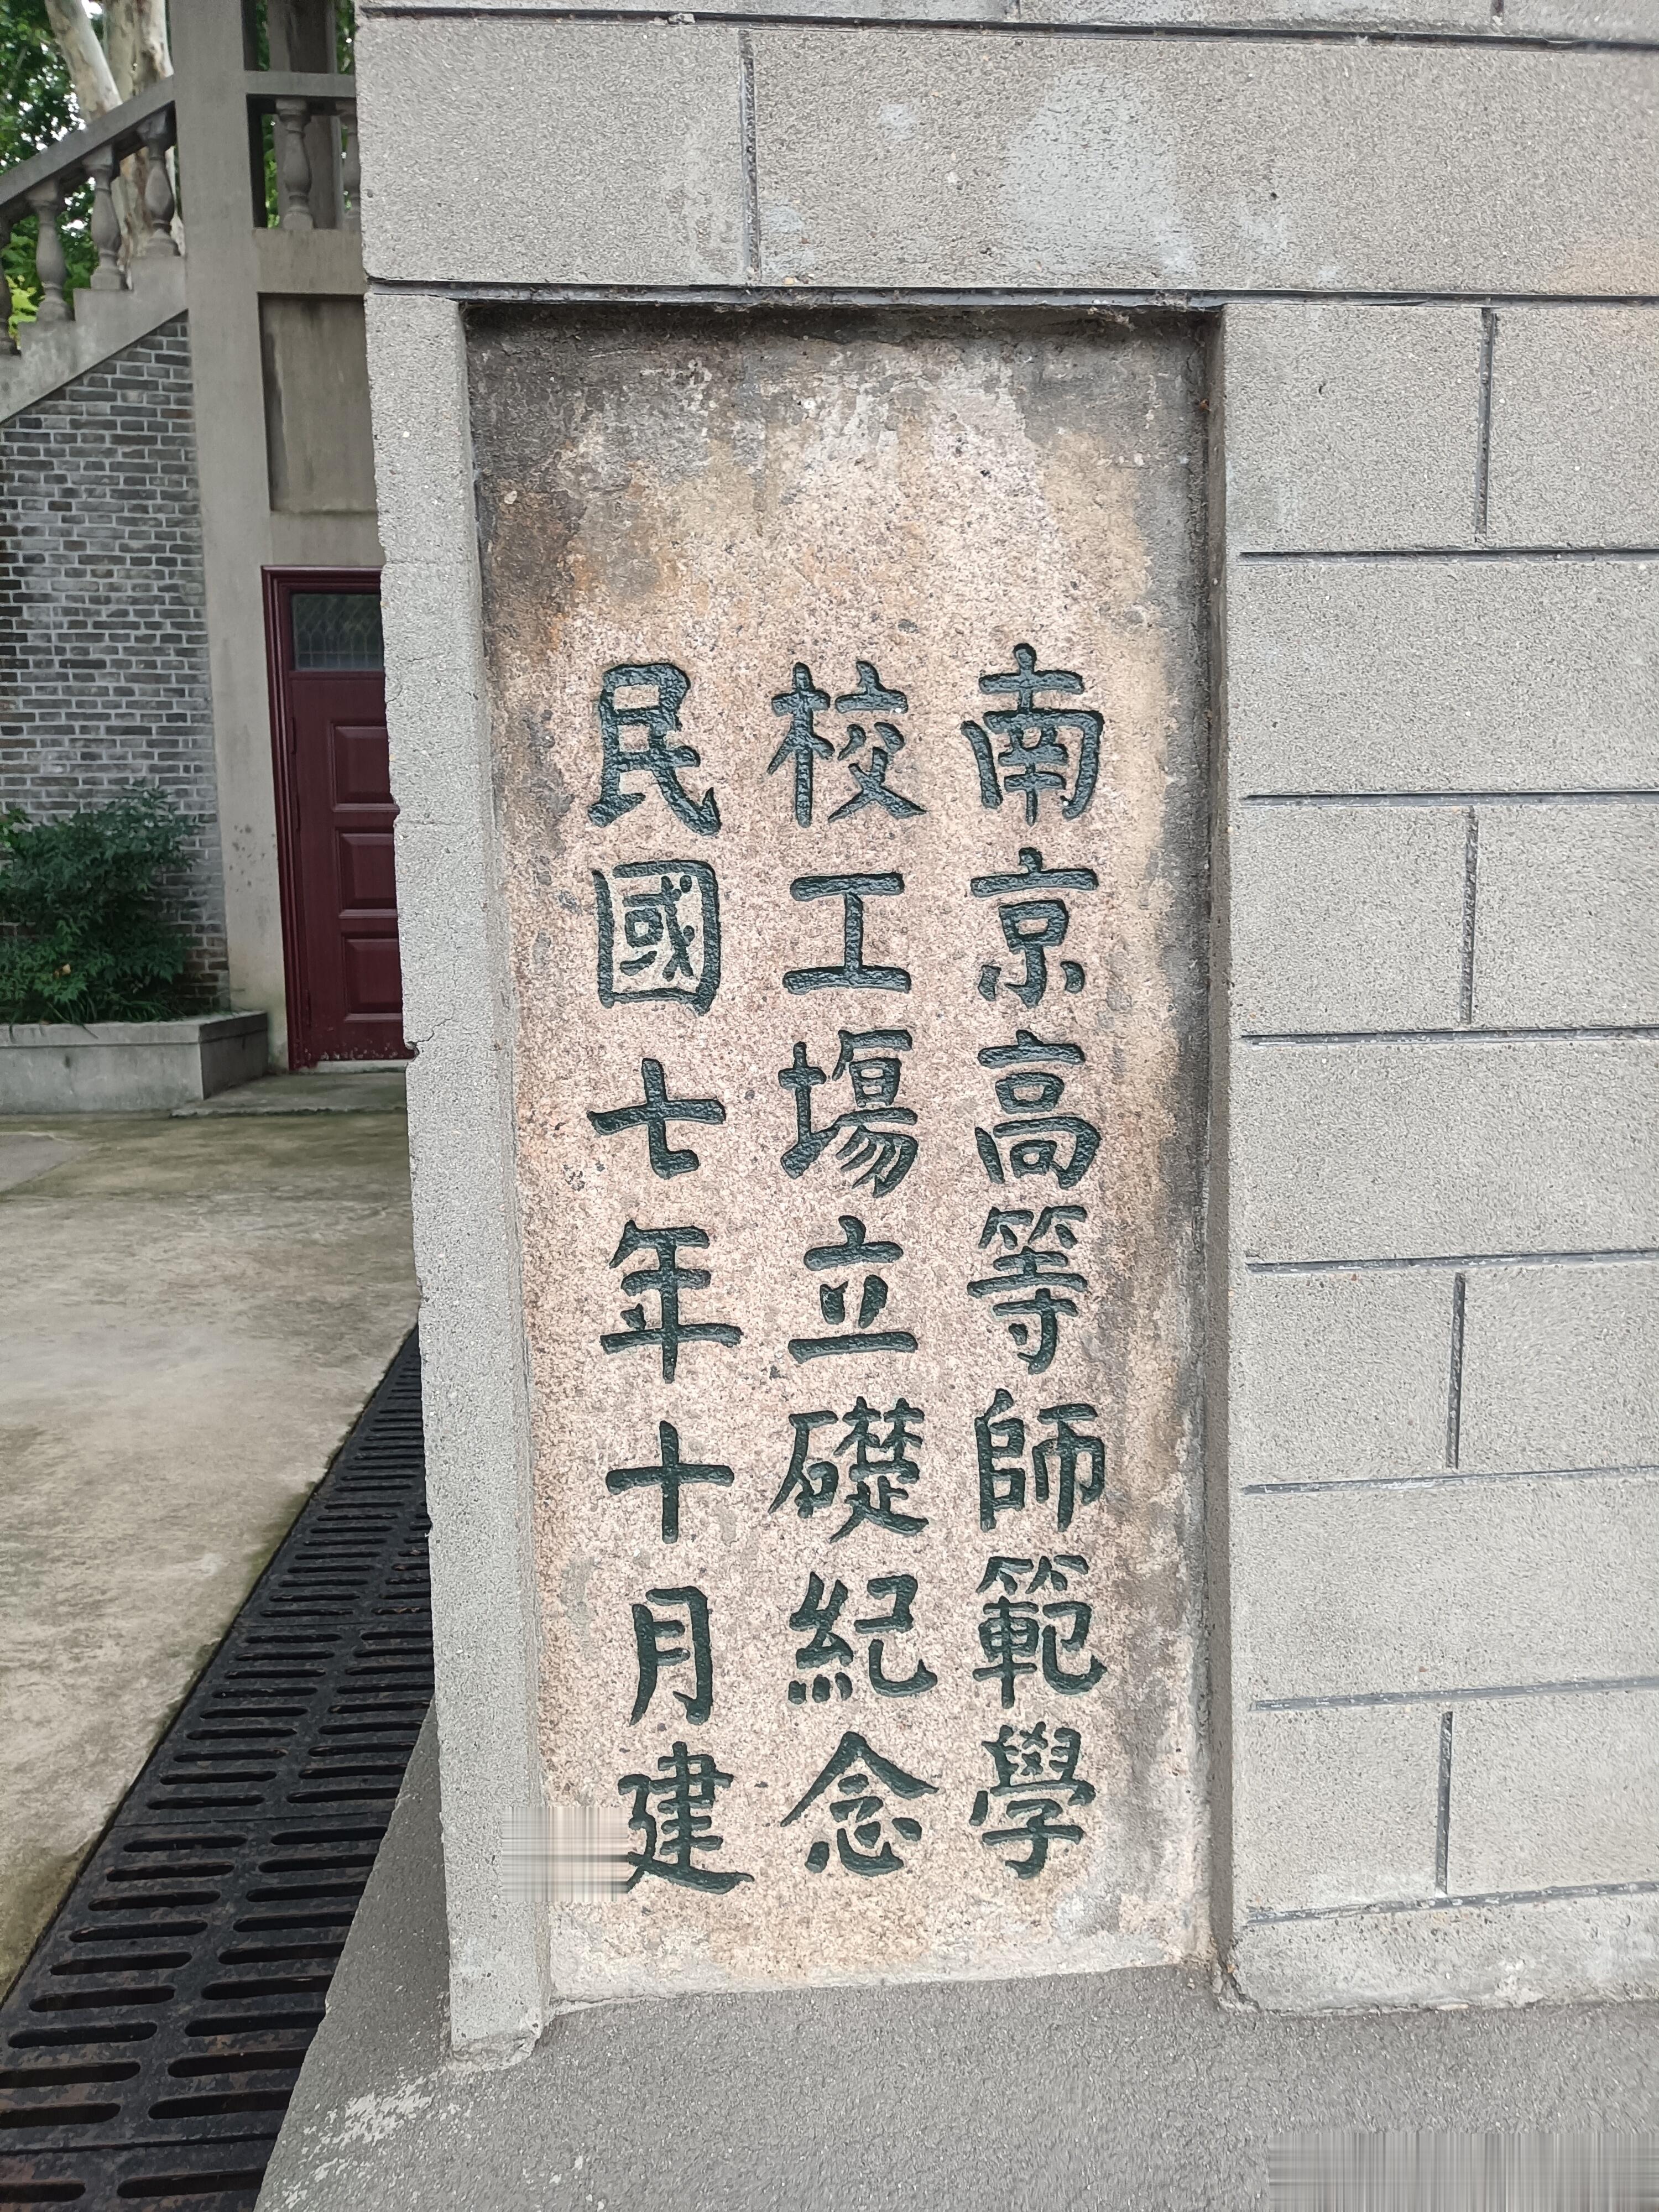 南京高等師範學
校工場立礎紀念
民國七年十月建